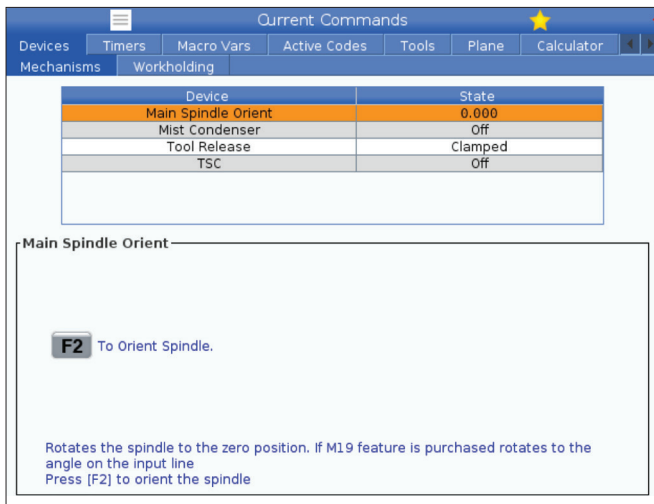 Current Commands
Devices Timers Macro Vars Active Codes Tools Plane Calculator
Mechanisms Workholding
Device State
Main Spindle Orient 0.000
Mist Condenser Off
Tool Release Clamped
TSC Off
Main Spindle Orient
F2 To Orient Spindle.
Rotates the spindle to the zero position. If M19 feature is purchased rotates to the
angle on the input line
Press [F2] to orient the spindle